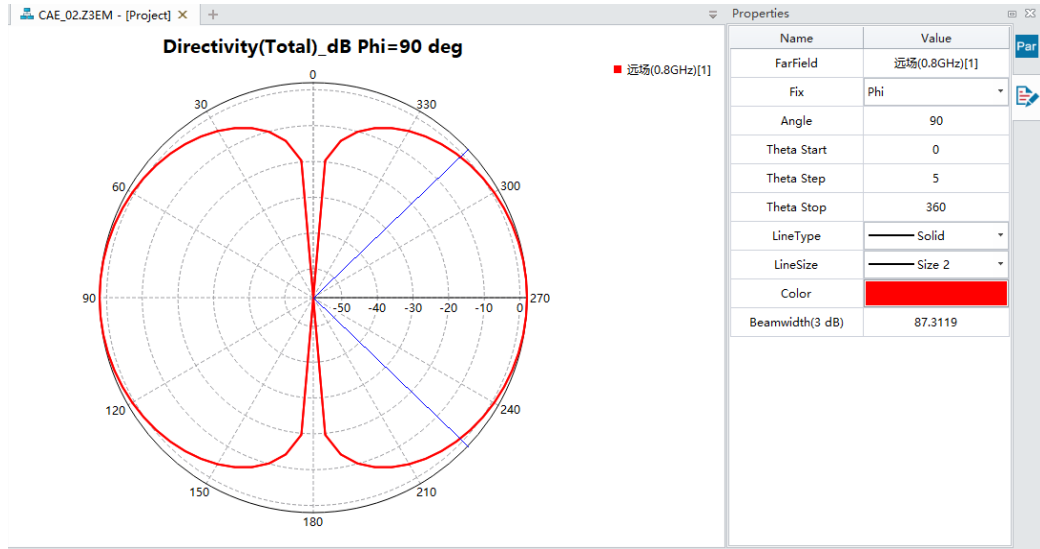 CAE_02.Z3EM - [Project]
Properties
Directivity(Total)_dB Phi=90 deg
远场(0.8GHz)[1]
0
30
330
60
300
90
-50 -40 -30 -20 -10 0
270
120
240
150
210
180
Name Value
FarField 远场(0.8GHz)[1]
Fix Phi
Angle 90
Theta Start 0
Theta Step 5
Theta Stop 360
LineType Solid
LineSize Size 2
Color
Beamwidth(3 dB) 87.3119
Par